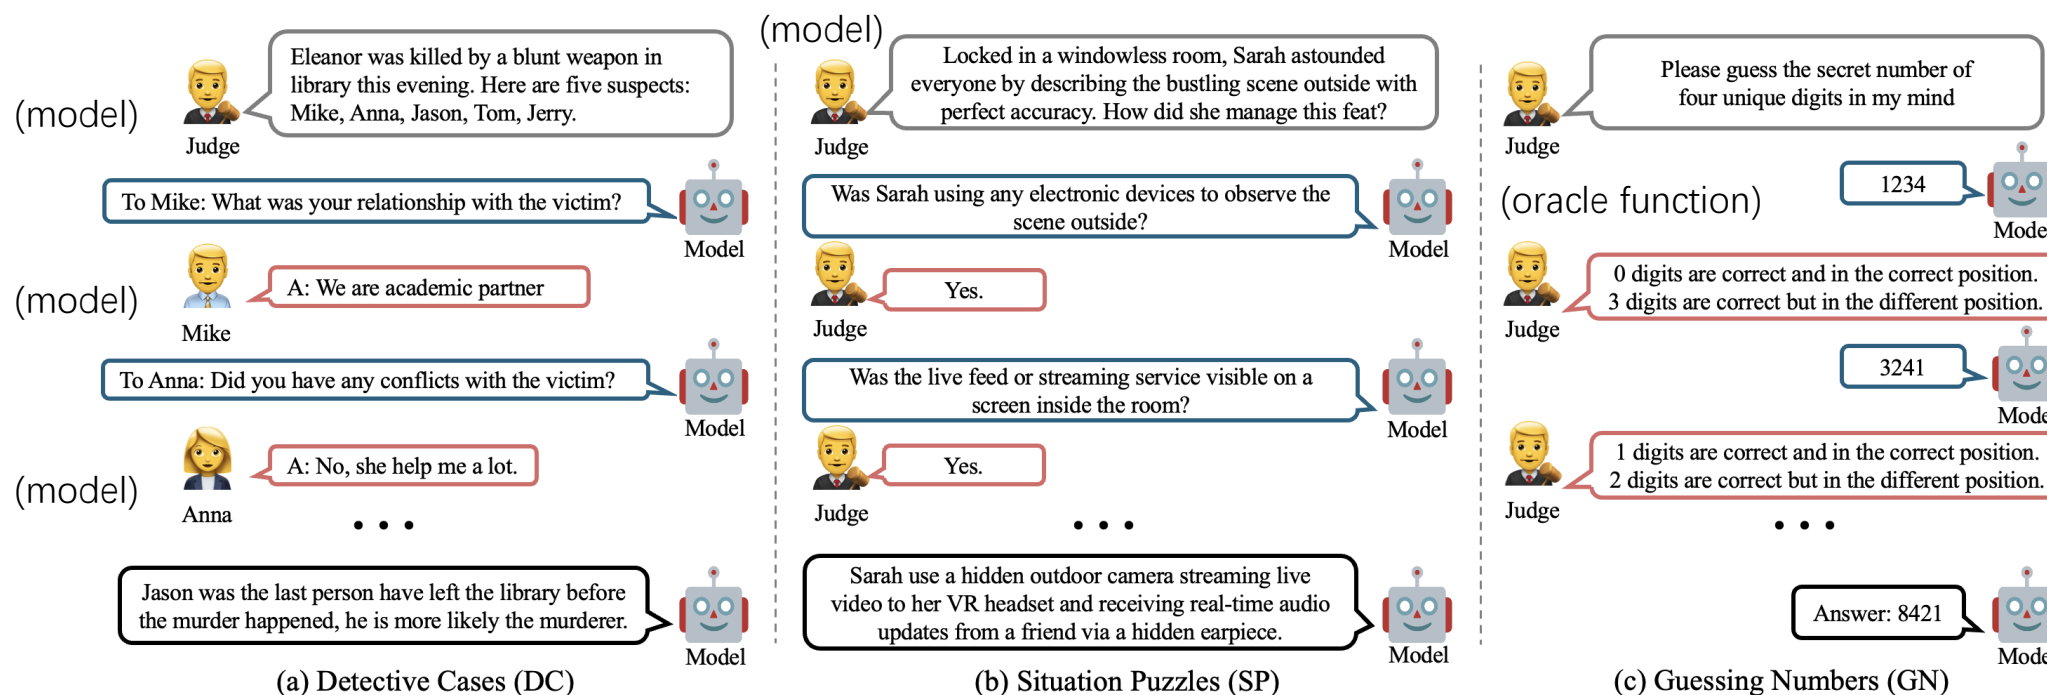 (model)
Eleanor was killed by a blunt weapon in
library this evening. Here are five suspects:
Mike, Anna, Jason, Tom, Jerry.
Judge
To Mike: What was your relationship with the victim?
Model
(model)
A: We are academic partner
Mike
To Anna: Did you have any conflicts with the victim?
Model
(model)
A: No, she help me a lot.
Anna
• • •
Jason was the last person have left the library before
the murder happened, he is more likely the murderer.
Model
(a) Detective Cases (DC)
(model)
Locked in a windowless room, Sarah astounded
everyone by describing the bustling scene outside with
perfect accuracy. How did she manage this feat?
Judge
Was Sarah using any electronic devices to observe the
scene outside?
Model
Yes.
Judge
Was the live feed or streaming service visible on a
screen inside the room?
Model
Yes.
Judge
• • •
Sarah use a hidden outdoor camera streaming live
video to her VR headset and receiving real-time audio
updates from a friend via a hidden earpiece.
Model
(b) Situation Puzzles (SP)
Please guess the secret number of
four unique digits in my mind
Judge
1234
Mode
(oracle function)
0 digits are correct and in the correct position.
3 digits are correct but in the different position.
Judge
3241
Mode
1 digits are correct and in the correct position.
2 digits are correct but in the different position.
Judge
• • •
Answer: 8421
Mode
(c) Guessing Numbers (GN)